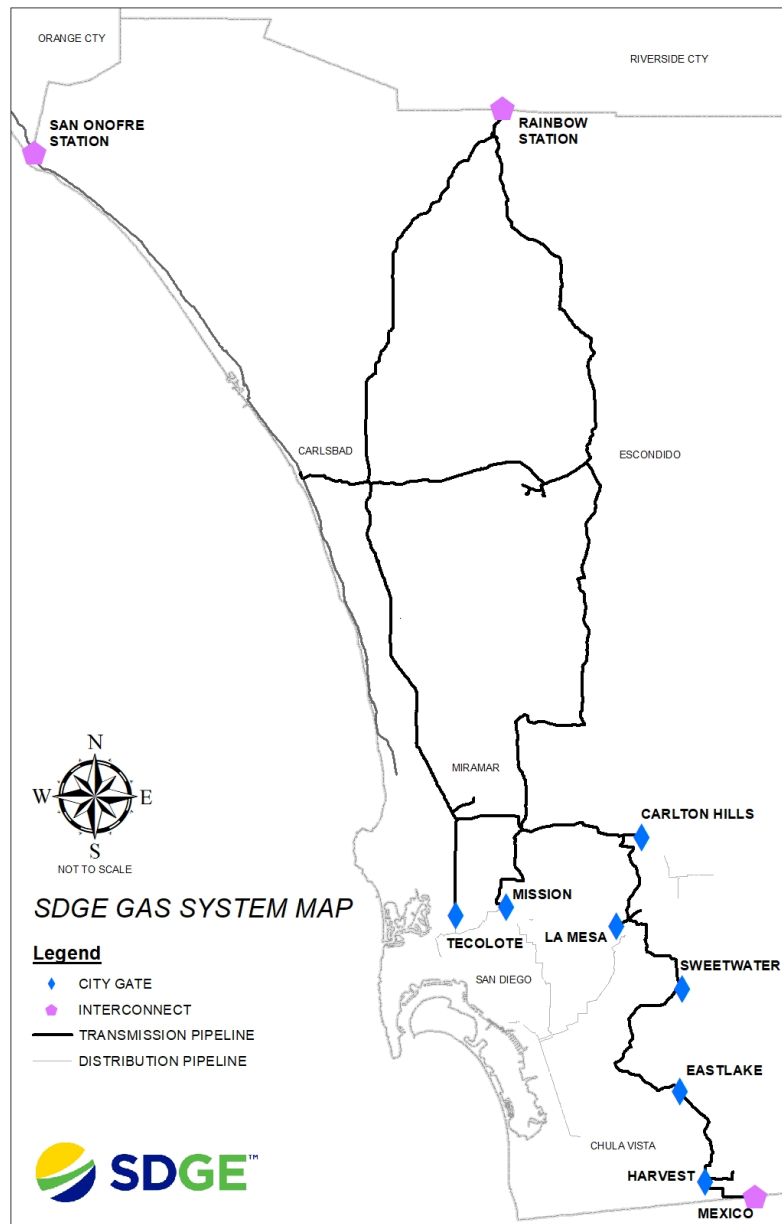 ORANGE CTY
RIVERSIDE CTY
SAN ONOFRE
STATION
RAINBOW
STATION
CARLSBAD
ESCONDIDO
MIRAMAR
N
W
E
S
NOT TO SCALE
CARLTON HILLS
SDGE GAS SYSTEM MAP
MISSION
TECOLOTE
LA MESA
SWEETWATER
SAN DIEGO
Legend
CITY GATE
INTERCONNECT
TRANSMISSION PIPELINE
DISTRIBUTION PIPELINE
EASTLAKE
CHULA VISTA
HARVEST
MEXICO
SDGE™